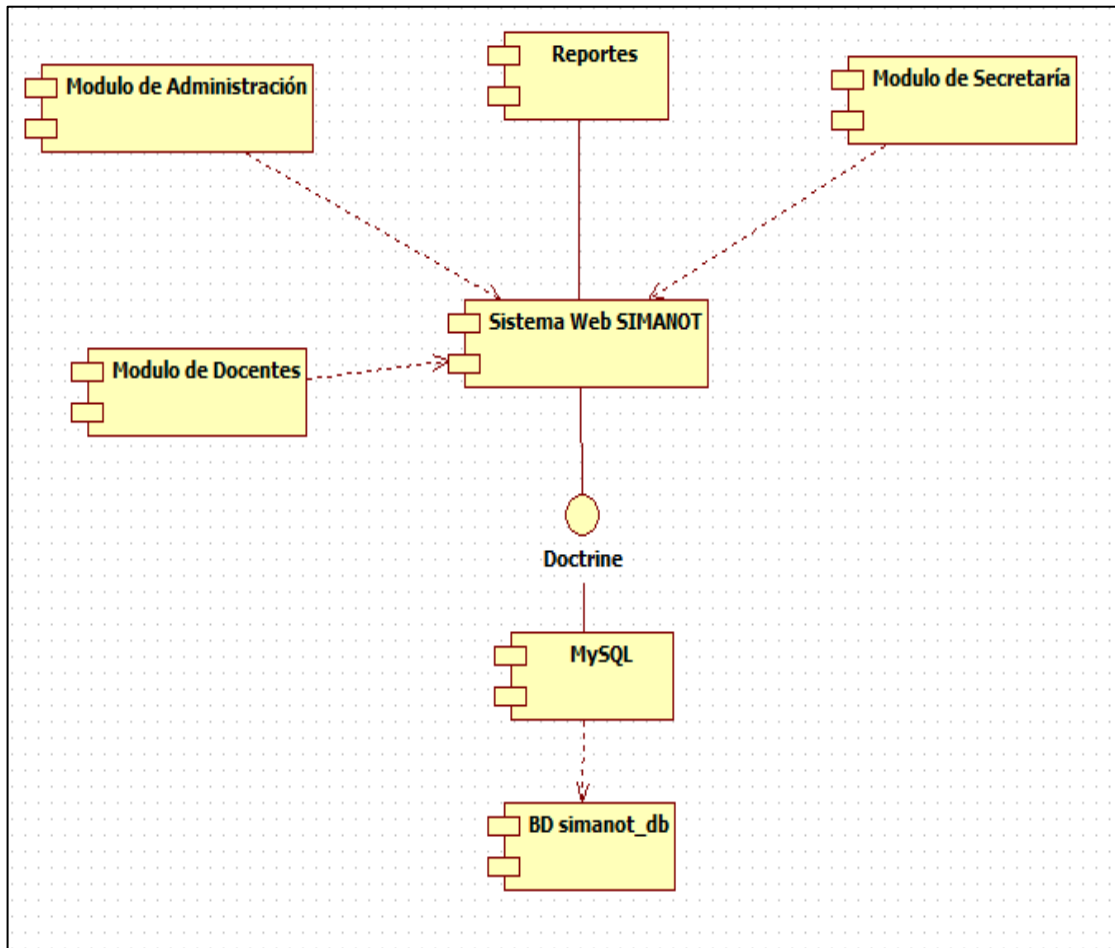 Reportes
Modulo de Administración
Modulo de Secretaría
Sistema Web SIMANOT
Modulo de Docentes
Doctrine
MySQL
BD simanot_db